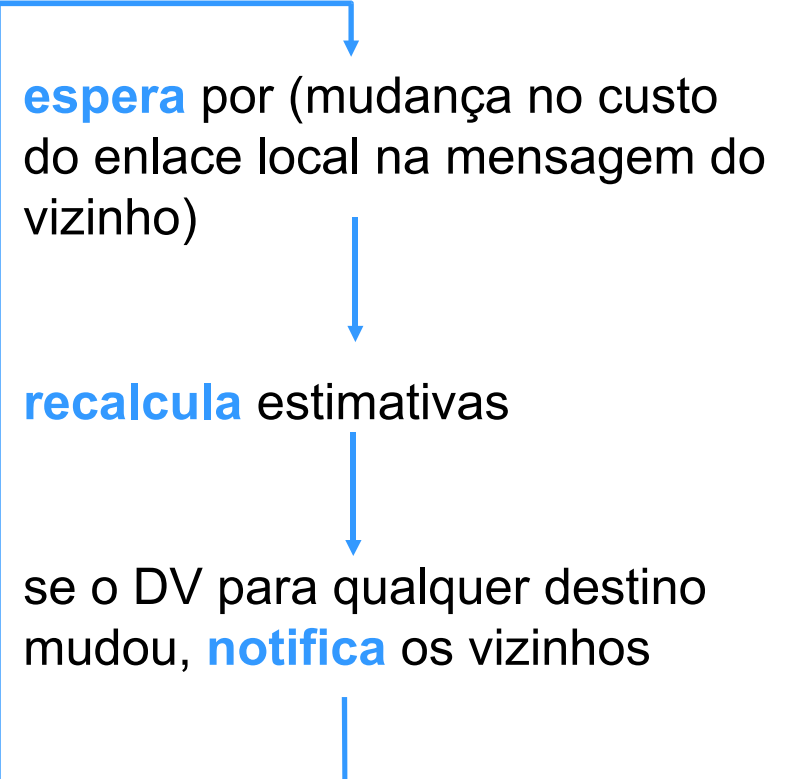 espera por (mudança no custo
do enlace local na mensagem do
vizinho)
recalcula estimativas
se o DV para qualquer destino
mudou, notifica os vizinhos